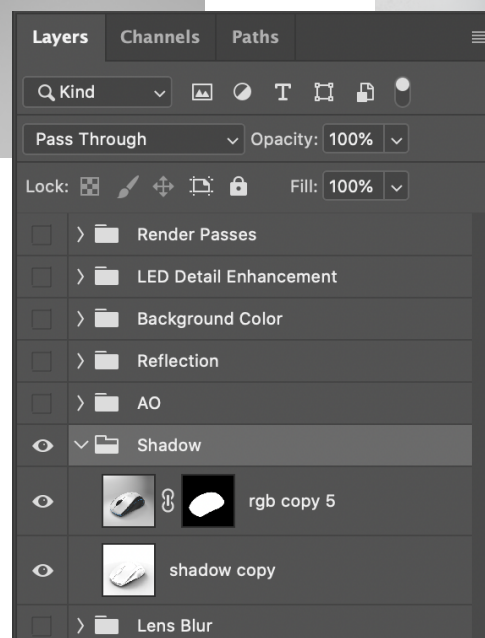 Layers Channels Paths
Kind
Pass Through Opacity: 100%
Lock: Fill: 100%
Render Passes
LED Detail Enhancement
Background Color
Reflection
AO
Shadow
rgb copy 5
shadow copy
Lens Blur